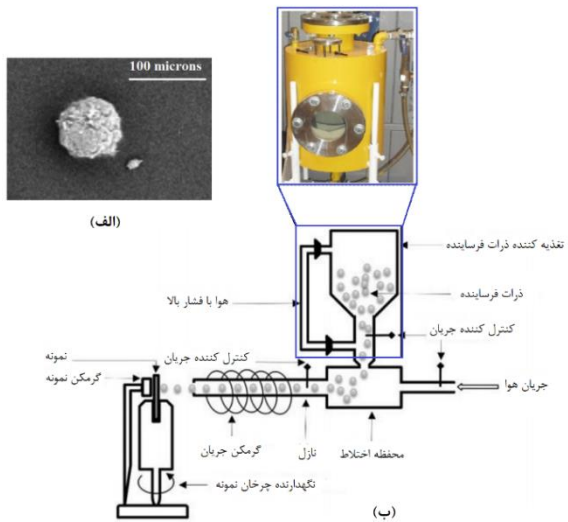 100 microns
(الف)
تغذیه کننده ذرات فرساینده
ذرات فرساینده
هوا با فشار بالا
کنترل کننده جریان
کنترل کننده جریان
نمونه
گرمکن نمونه
جریان هوا
گرمکن جریان
نازل
محفظه اختلاط
نگهدارنده چرخان نمونه
(ب)